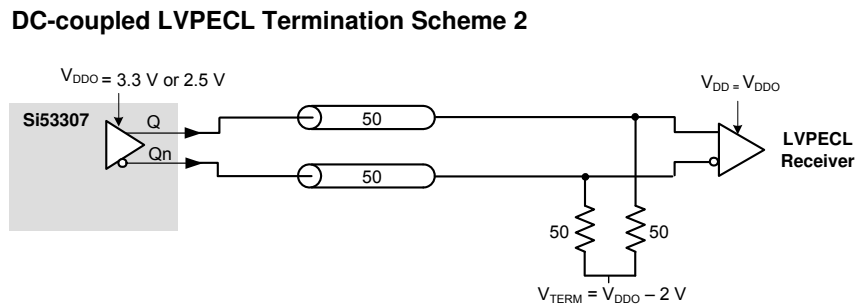 DC-coupled LVPECL Termination Scheme 2
VDDO = 3.3 V or 2.5 V
VDD = VDDO
Si53307
Q
50
Qn
50
LVPECL
Receiver
50
50
VTERM = VDDO – 2 V